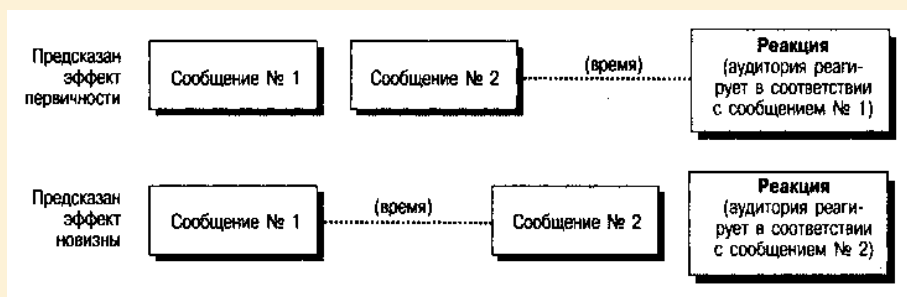 Предсказан
эффект
первичности
Сообщение № 1
Сообщение № 2
(время)
Реакция
(аудитория реаги-
рует в соответствии
с сообщением № 1)
Предсказан
эффект
новизны
Сообщение № 1
(время)
Сообщение № 2
Реакция
(аудитория реаги-
рует в соответствии
с сообщением № 2)